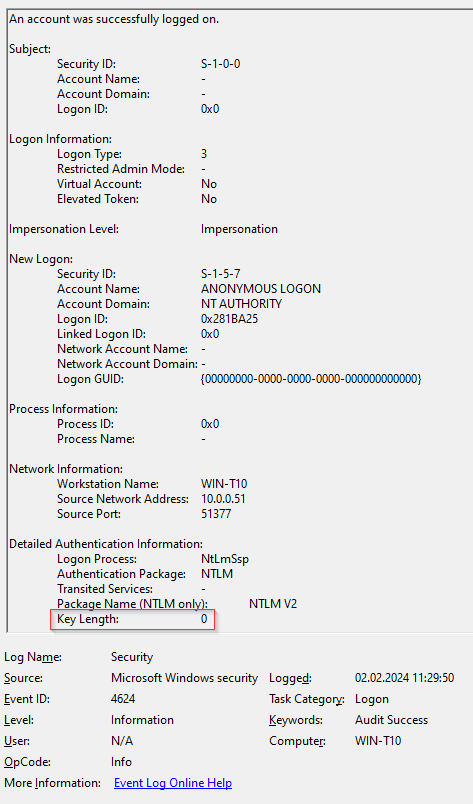 An account was successfully logged on.
Subject:
Security ID: S-1-0-0
Account Name: -
Account Domain: -
Logon ID: 0x0
Logon Information:
Logon Type: 3
Restricted Admin Mode: -
Virtual Account: No
Elevated Token: No
Impersonation Level: Impersonation
New Logon:
Security ID: S-1-5-7
Account Name: ANONYMOUS LOGON
Account Domain: NT AUTHORITY
Logon ID: 0x281BA25
Linked Logon ID: 0x0
Network Account Name: -
Network Account Domain: -
Logon GUID: {00000000-0000-0000-0000-000000000000}
Process Information:
Process ID: 0x0
Process Name: -
Network Information:
Workstation Name: WIN-T10
Source Network Address: 10.0.0.51
Source Port: 51377
Detailed Authentication Information:
Logon Process: NtLmSsp
Authentication Package: NTLM
Transited Services: -
Package Name (NTLM only): NTLM V2
Key Length: 0
Log Name: Security
Source: Microsoft Windows security Logged: 02.02.2024 11:29:50
Event ID: 4624 Task Category: Logon
Level: Information Keywords: Audit Success
User: N/A Computer: WIN-T10
OpCode: Info
More Information: Event Log Online Help